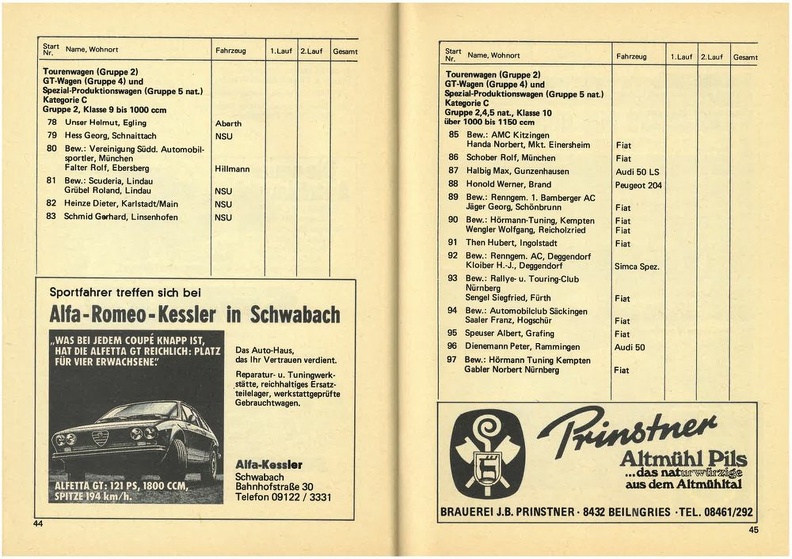 Start Nr. Name, Wohnort Fahrzeug 1.Lauf 2.Lauf Gesamt
Tourenwagen (Gruppe 2)
GT-Wagen (Gruppe 4) und
Spezial-Produktionswagen (Gruppe 5 nat.)
Kategorie C
Gruppe 2, Klasse 9 bis 1000 ccm
78 Unser Helmut, Egling Abarth
79 Hess Georg, Schnaittach NSU
80 Bew.: Vereinigung Südd. Automobil-
sportler, München
Falter Rolf, Ebersberg Hillmann
81 Bew.: Scuderia, Lindau
Grübel Roland, Lindau NSU
82 Heinze Dieter, Karlstadt/Main NSU
83 Schmid Gerhard, Linsenhofen NSU
Sportfahrer treffen sich bei
Alfa-Romeo-Kessler in Schwabach
„WAS BEI JEDEM COUPÉ KNAPP IST,
HAT DIE ALFETTA GT REICHLICH: PLATZ
FÜR VIER ERWACHSENE."
ALFETTA GT: 121 PS, 1800 CCM,
SPITZE 194 km/h.
Das Auto-Haus,
das Ihr Vertrauen verdient.
Reparatur- u. Tuningwerk-
stätte, reichhaltiges Ersatz-
teilelager, werkstattgeprüfte
Gebrauchtwagen.
Alfa-Kessler
Schwabach
Bahnhofstraße 30
Telefon 09122 / 3331
44
Start Nr. Name, Wohnort Fahrzeug 1.Lauf 2.Lauf Gesamt
Tourenwagen (Gruppe 2)
GT-Wagen (Gruppe 4) und
Spezial-Produktionswagen (Gruppe 5 nat.)
Kategorie C
Gruppe 2,4,5 nat., Klasse 10
über 1000 bis 1150 ccm
85 Bew.: AMC Kitzingen
Handa Norbert, Mkt. Einersheim Fiat
86 Schober Rolf, München Fiat
87 Halbig Max, Gunzenhausen Audi 50 LS
88 Honold Werner, Brand Peugeot 204
89 Bew.: Renngem. 1. Bamberger AC
Jäger Georg, Schönbrunn Fiat
90 Bew.: Hörmann-Tuning, Kempten Fiat
Wengler Wolfgang, Reicholzried Fiat
91 Then Hubert, Ingolstadt Fiat
92 Bew.: Renngem. AC, Deggendorf
Kloiber H.-J., Deggendorf Simca Spez.
93 Bew.: Rallye- u. Touring-Club
Nürnberg
Sengel Siegfried, Fürth Fiat
94 Bew.: Automobilclub Säckingen
Saaler Franz, Hogschür Fiat
95 Speuser Albert, Grafing Fiat
96 Dienemann Peter, Rammingen Audi 50
97 Bew.: Hörmann Tuning Kempten
Gabler Norbert Nürnberg Fiat
Prinstner
Altmühl Pils
...das naturwürzige
aus dem Altmühltal
BRAUEREI J.B. PRINSTNER · 8432 BEILNGRIES · TEL. 08461/292
45